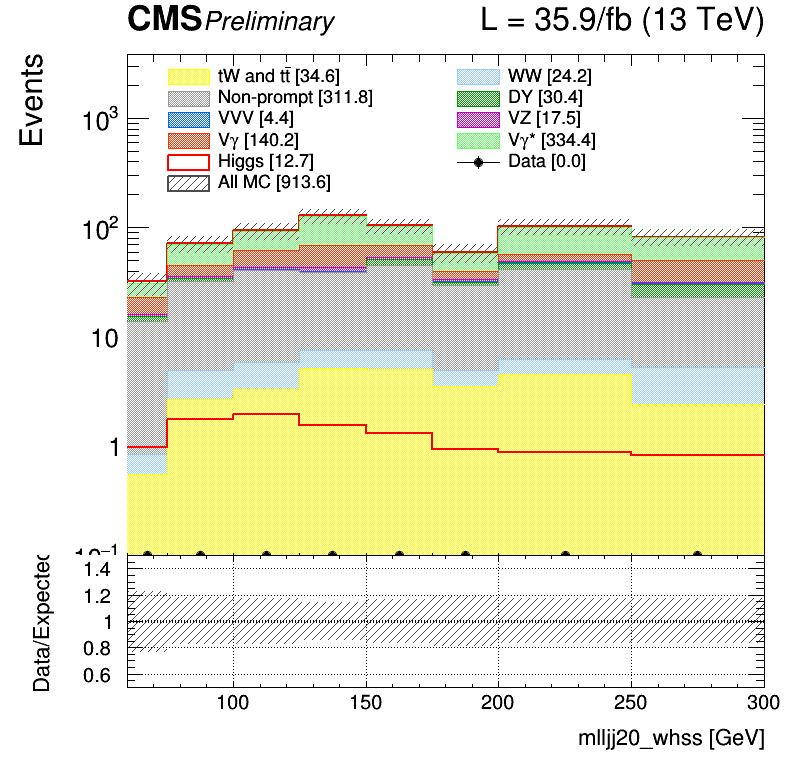 CMS Preliminary L = 35.9/fb (13 TeV)
Events
tW and tt̄ [34.6] WW [24.2]
Non-prompt [311.8] DY [30.4]
VVV [4.4] VZ [17.5]
Vγ [140.2] Vγ* [334.4]
Higgs [12.7] Data [0.0]
All MC [913.6]
10³
10²
10
1
10⁻¹
Data/Expected
1.4
1.2
1
0.8
0.6
100 150 200 250 300
mlljj20_whss [GeV]